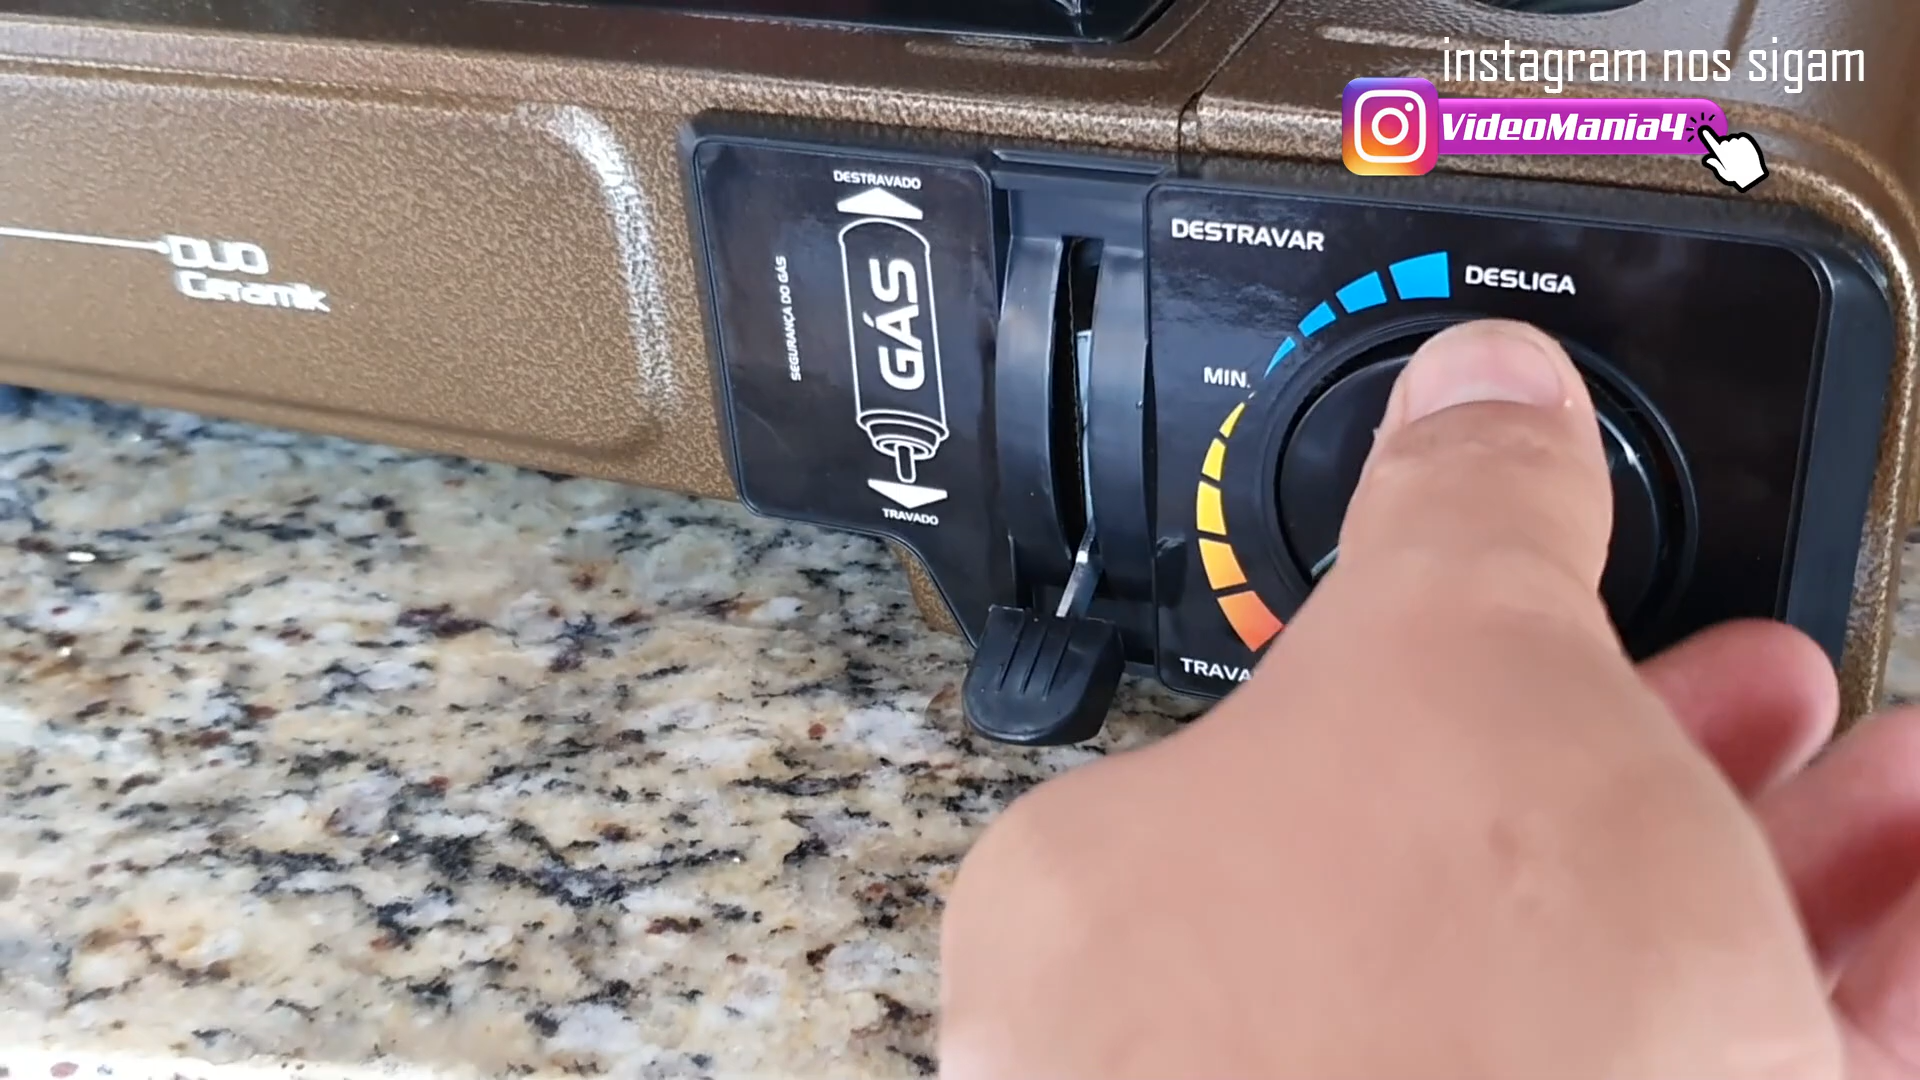 instagram nos sigam
VideoMania4
DESTRAVADO
SEGURANÇA DO GÁS
GÁS
TRAVADO
DESTRAVAR
DESLIGA
MIN.
DUO
Ceramik